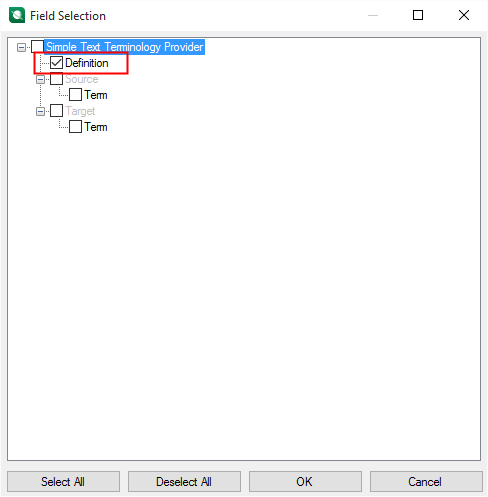 Field Selection
Simple Text Terminology Provider
Definition
Source
Term
Target
Term
Select All
Deselect All
OK
Cancel